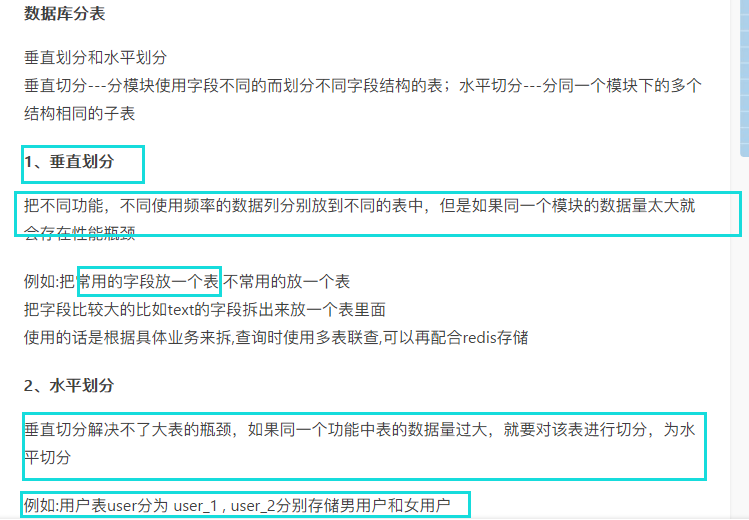 数据库分表
垂直划分和水平划分
垂直切分---分模块使用字段不同的而划分不同字段结构的表；水平切分---分同一个模块下的多个
结构相同的子表
1、垂直划分
把不同功能，不同使用频率的数据列分别放到不同的表中，但是如果同一个模块的数据量太大就
会存在性能瓶颈
例如:把常用的字段放一个表 不常用的放一个表
把字段比较大的比如text的字段拆出来放一个表里面
使用的话是根据具体业务来拆,查询时使用多表联查,可以再配合redis存储
2、水平划分
垂直切分解决不了大表的瓶颈，如果同一个功能中表的数据量过大，就要对该表进行切分，为水
平切分
例如:用户表user分为 user_1 , user_2分别存储男用户和女用户